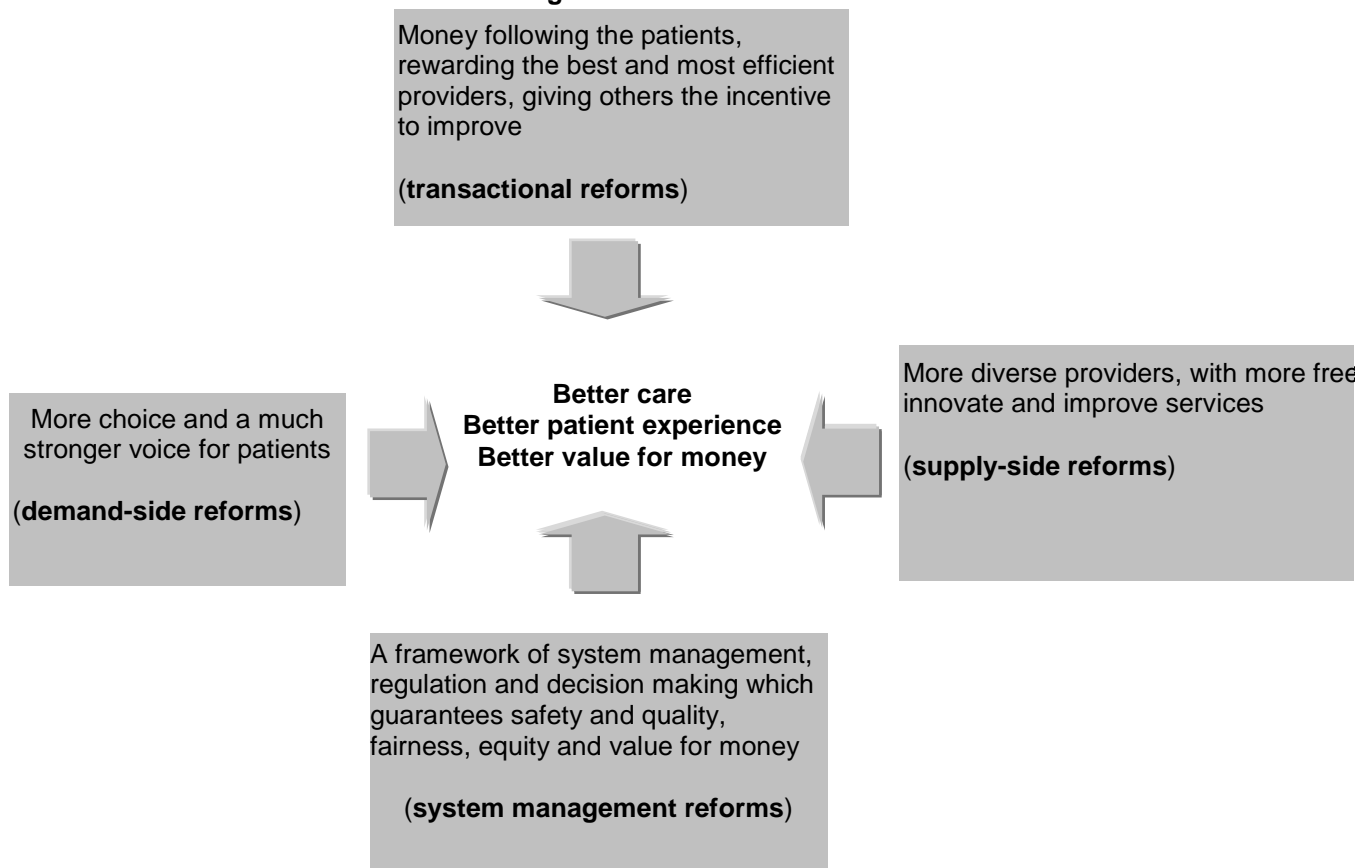 Money following the patients,
rewarding the best and most efficient
providers, giving others the incentive
to improve
(transactional reforms)
Better care
Better patient experience
Better value for money
More choice and a much
stronger voice for patients
(demand-side reforms)
More diverse providers, with more free
innovate and improve services
(supply-side reforms)
A framework of system management,
regulation and decision making which
guarantees safety and quality,
fairness, equity and value for money
(system management reforms)